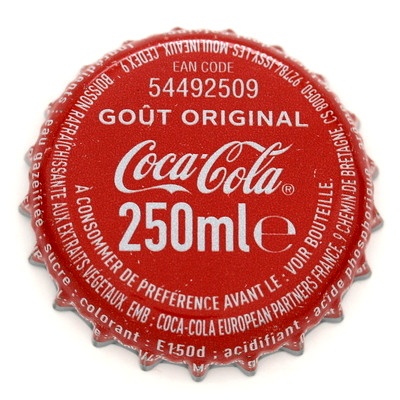 EAN CODE
54492509
GOÛT ORIGINAL
Coca-Cola®
250ml℮
À CONSOMMER DE PRÉFÉRENCE AVANT LE : VOIR BOUTEILLE.
BOISSON RAFRAÎCHISSANTE AUX EXTRAITS VÉGÉTAUX. EMB : COCA-COLA EUROPEAN PARTNERS FRANCE, 9 CHEMIN DE BRETAGNE, CS 80050, 92784 ISSY-LES-MOULINEAUX, CEDEX 9.
gazéifiée, sucre, colorant : E150d ; acidifiant : acide